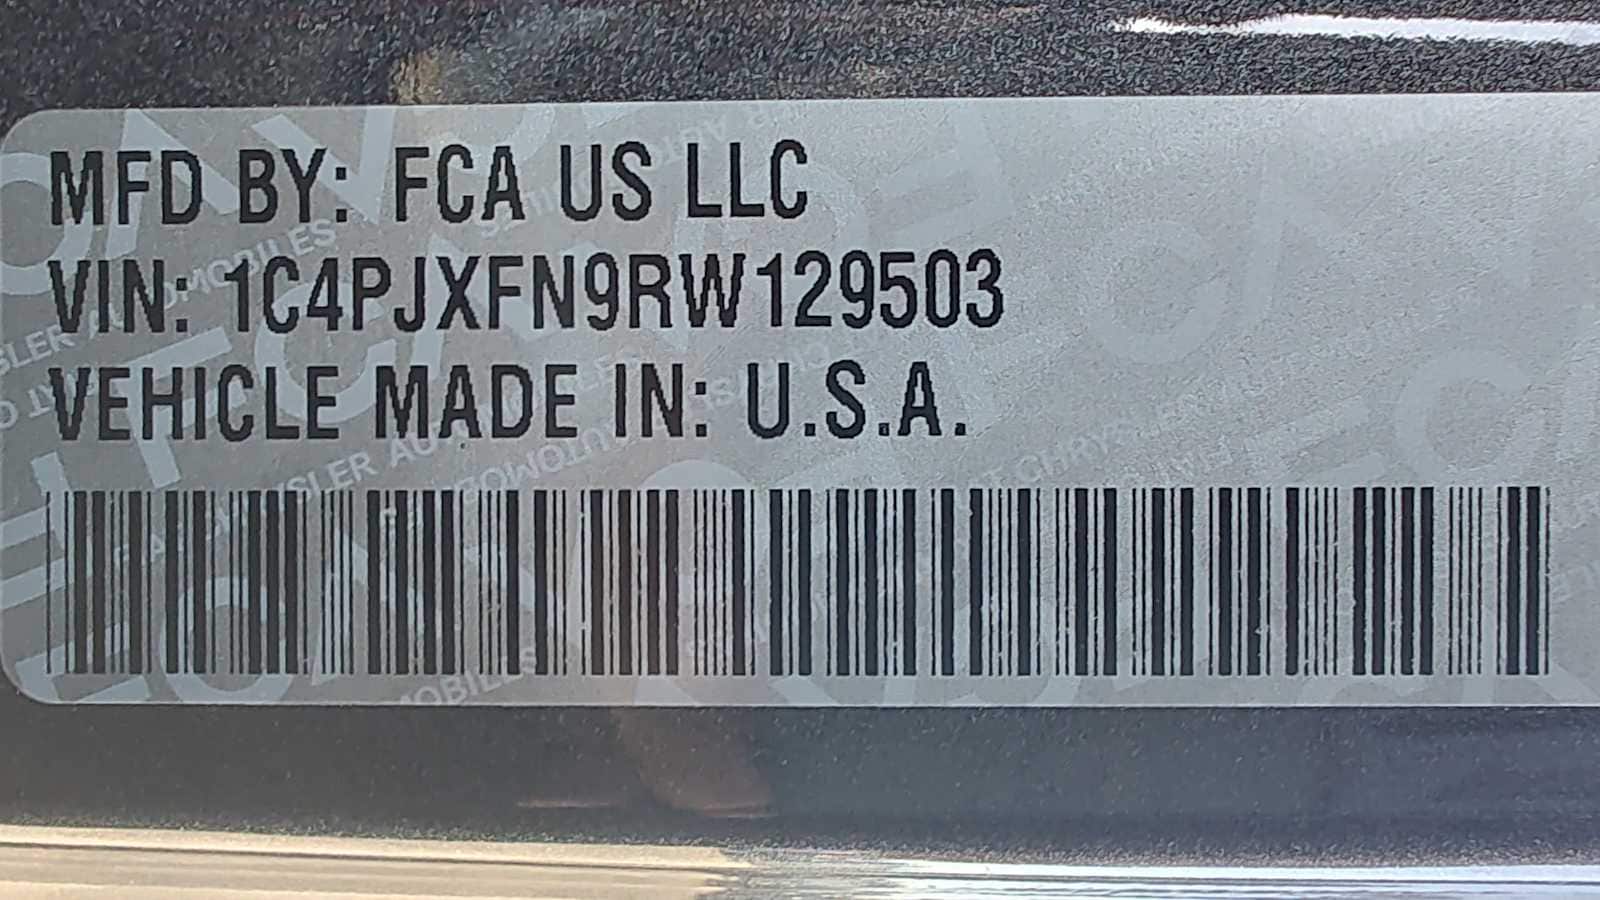 MFD BY: FCA US LLC
VIN: 1C4PJXFN9RW129503
VEHICLE MADE IN: U.S.A.